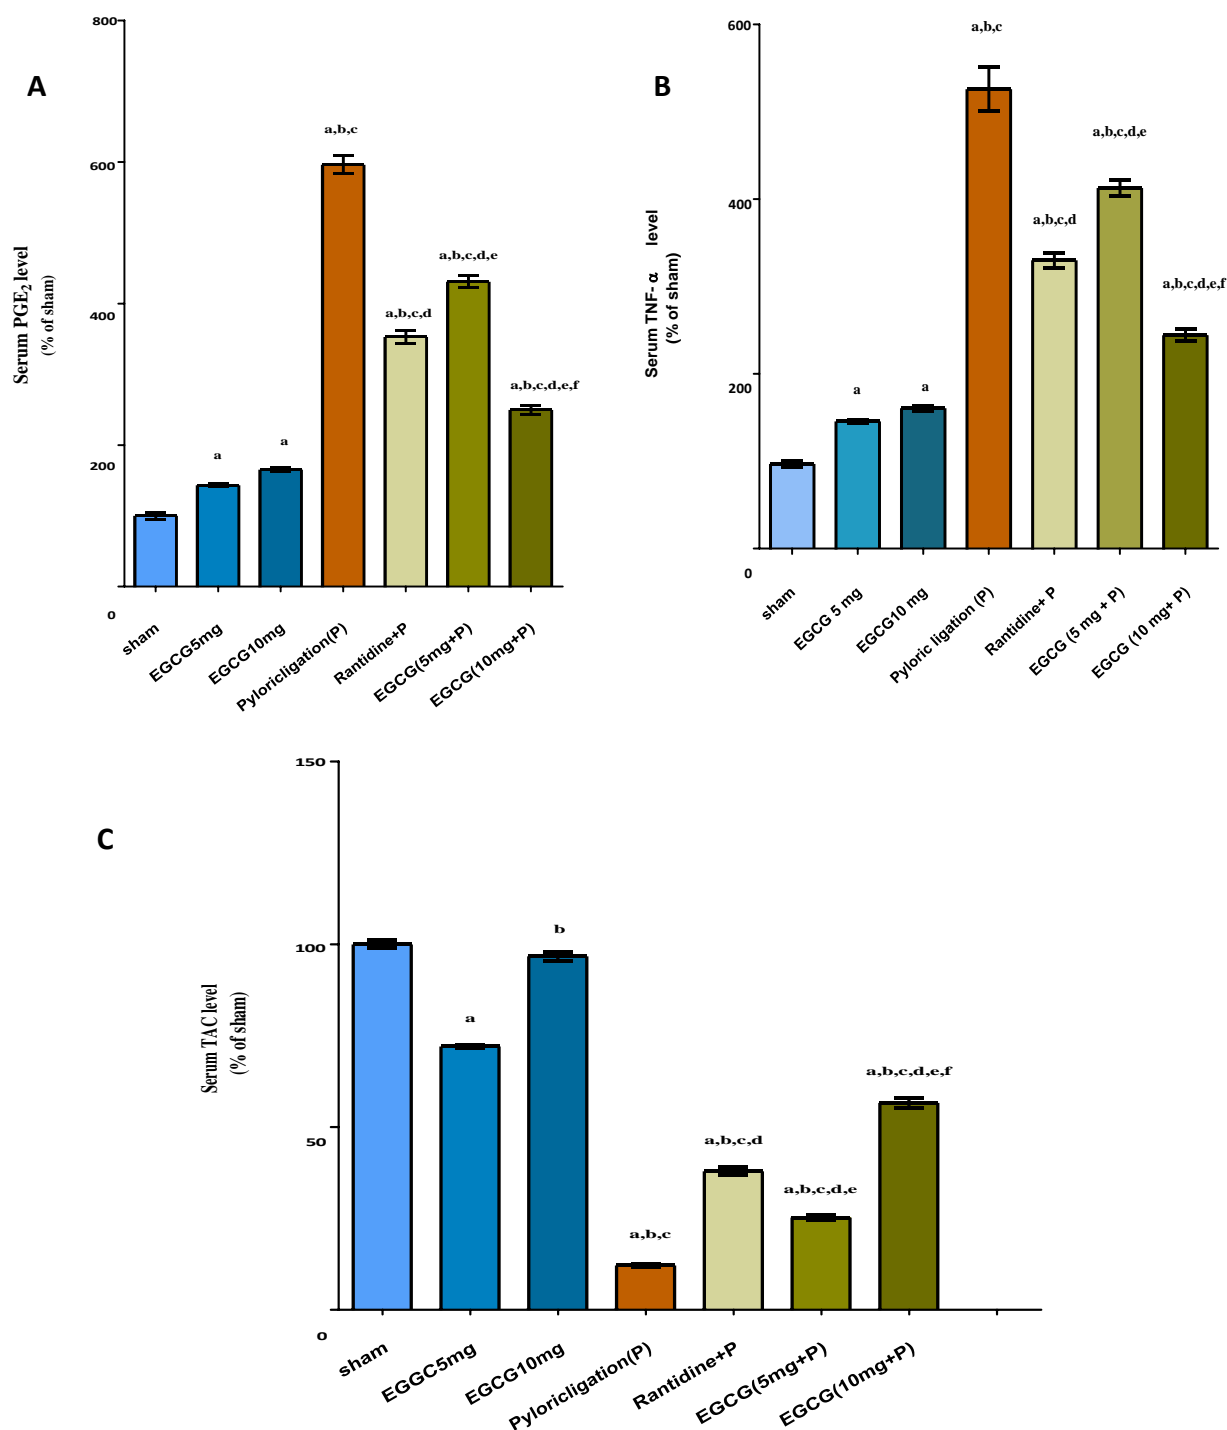 A
Serum PGE2 level
(% of sham)
800
600
400
200
0
a
a
a,b,c
a,b,c,d
a,b,c,d,e
a,b,c,d,e,f
sham
EGCG5mg
EGCG10mg
Pyloricligation(P)
Rantidine+P
EGCG(5mg+P)
EGCG(10mg+P)
B
Serum TNF- α level
(% of sham)
600
400
200
0
a
a
a,b,c
a,b,c,d
a,b,c,d,e
a,b,c,d,e,f
sham
EGCG 5 mg
EGCG10 mg
Pyloric ligation (P)
Rantidine+ P
EGCG (5 mg + P)
EGCG (10 mg+ P)
C
Serum TAC level
(% of sham)
150
100
50
0
a
b
a,b,c
a,b,c,d
a,b,c,d,e
a,b,c,d,e,f
sham
EGGC5mg
EGCG10mg
Pyloricligation(P)
Rantidine+P
EGCG(5mg+P)
EGCG(10mg+P)